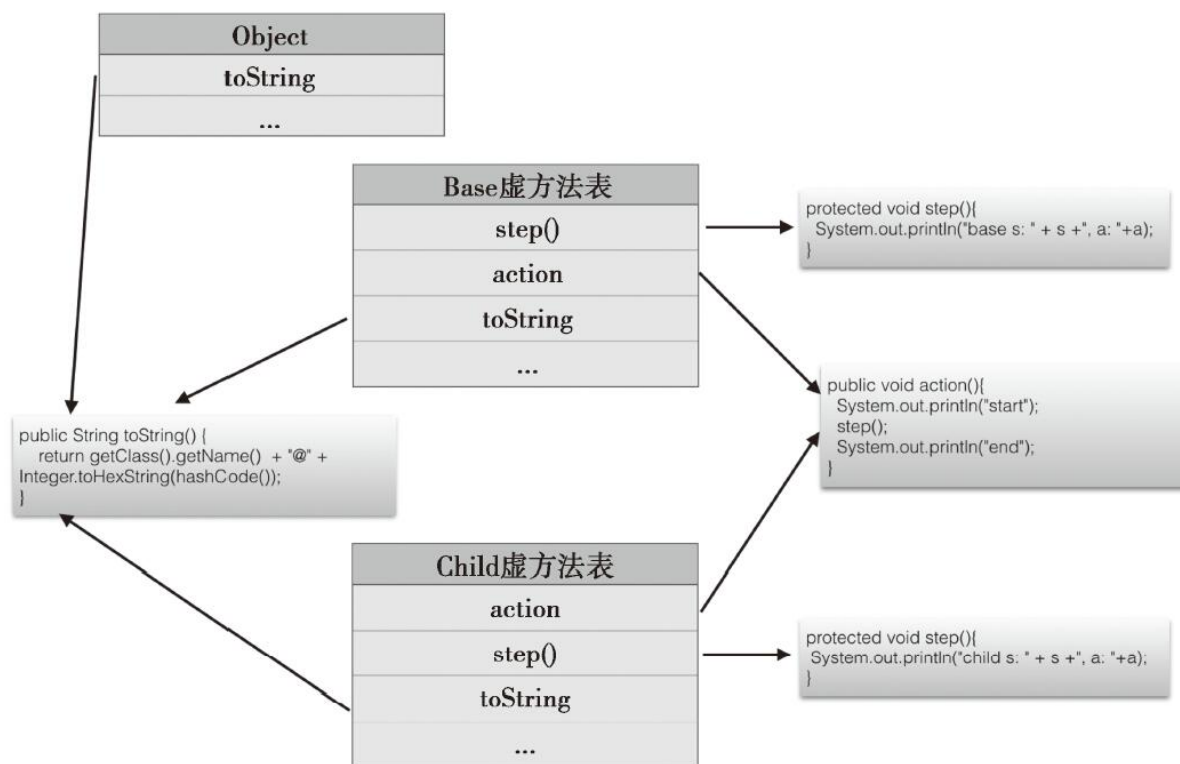 Object
toString
...
Base虚方法表
step()
action
toString
...
protected void step(){
System.out.println("base s: " + s +", a: "+a);
}
public void action(){
System.out.println("start");
step();
System.out.println("end");
}
public String toString() {
return getClass().getName() + "@" +
Integer.toHexString(hashCode());
}
Child虚方法表
action
step()
toString
...
protected void step(){
System.out.println("child s: " + s +", a: "+a);
}